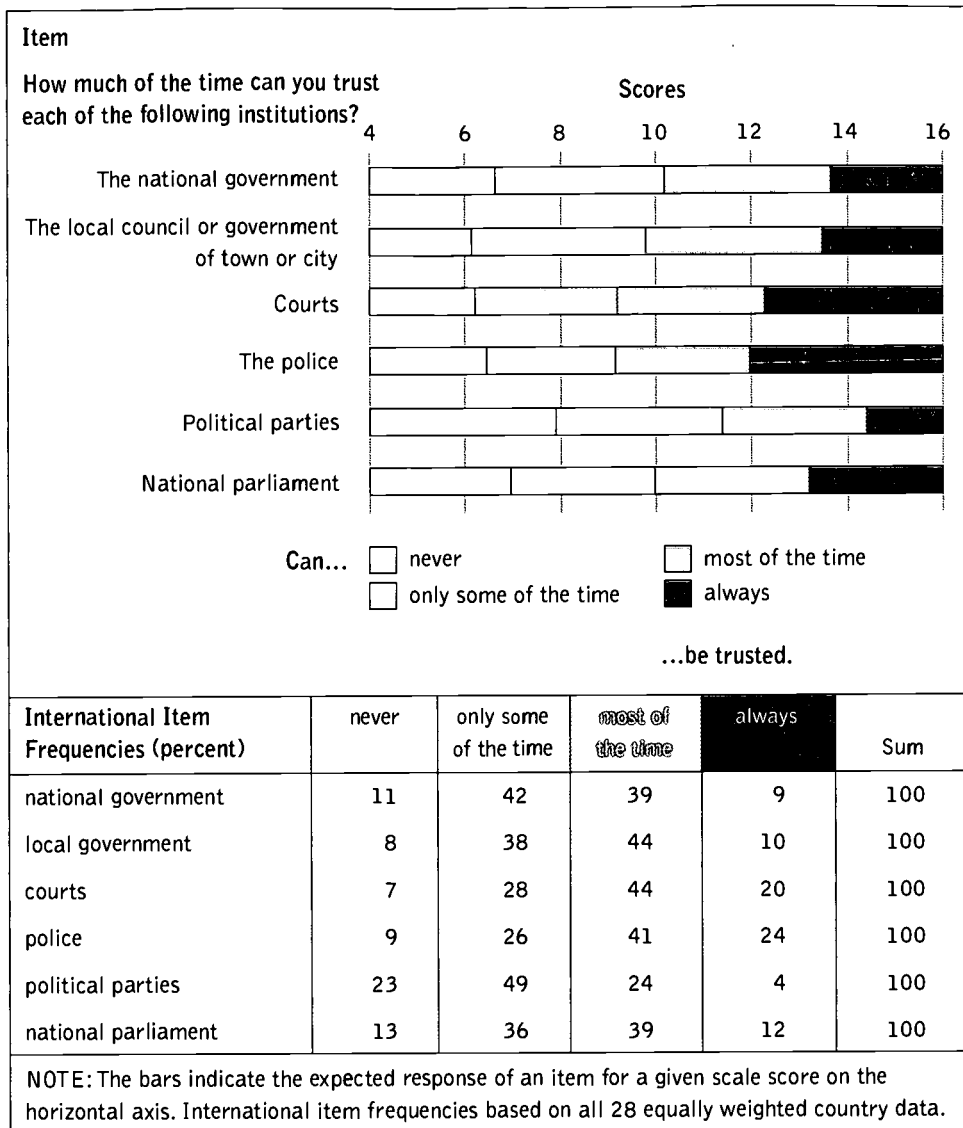 Item
How much of the time can you trust
each of the following institutions?
Scores
4 6 8 10 12 14 16
The national government
The local council or government
of town or city
Courts
The police
Political parties
National parliament
4 6 8 10 12 14 16
Can... never most of the time
only some of the time always
...be trusted.
International Item never only some most of always
Frequencies (percent) of the time the time Sum
national government 11 42 39 9 100
local government 8 38 44 10 100
courts 7 28 44 20 100
police 9 26 41 24 100
political parties 23 49 24 4 100
national parliament 13 36 39 12 100
NOTE: The bars indicate the expected response of an item for a given scale score on the
horizontal axis. International item frequencies based on all 28 equally weighted country data.